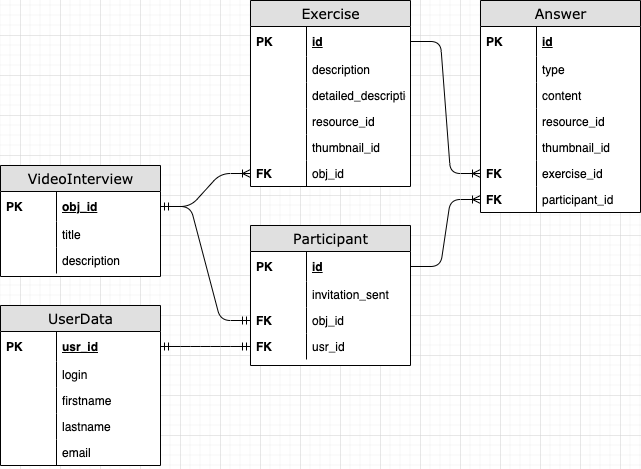 Exercise
PK id
description
detailed_descripti
resource_id
thumbnail_id
FK obj_id
Answer
PK id
type
content
resource_id
thumbnail_id
FK exercise_id
FK participant_id
VideoInterview
PK obj_id
title
description
Participant
PK id
invitation_sent
FK obj_id
FK usr_id
UserData
PK usr_id
login
firstname
lastname
email